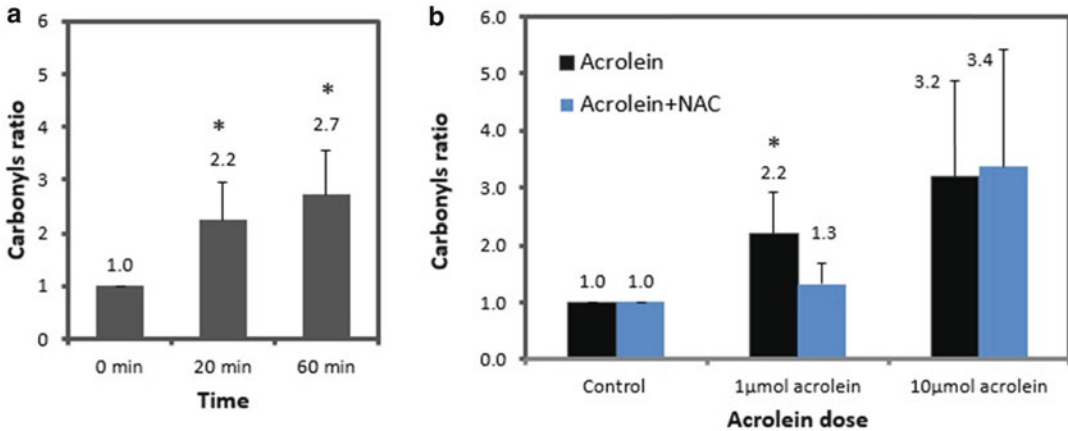 a
Carbonyls ratio
6
5
4
3
2
1
0
1.0
*
2.2
*
2.7
0 min 20 min 60 min
Time
b
Carbonyls ratio
6.0
5.0
4.0
3.0
2.0
1.0
0.0
Acrolein
Acrolein+NAC
1.0 1.0
*
2.2
1.3
3.2
3.4
Control 1μmol acrolein 10μmol acrolein
Acrolein dose